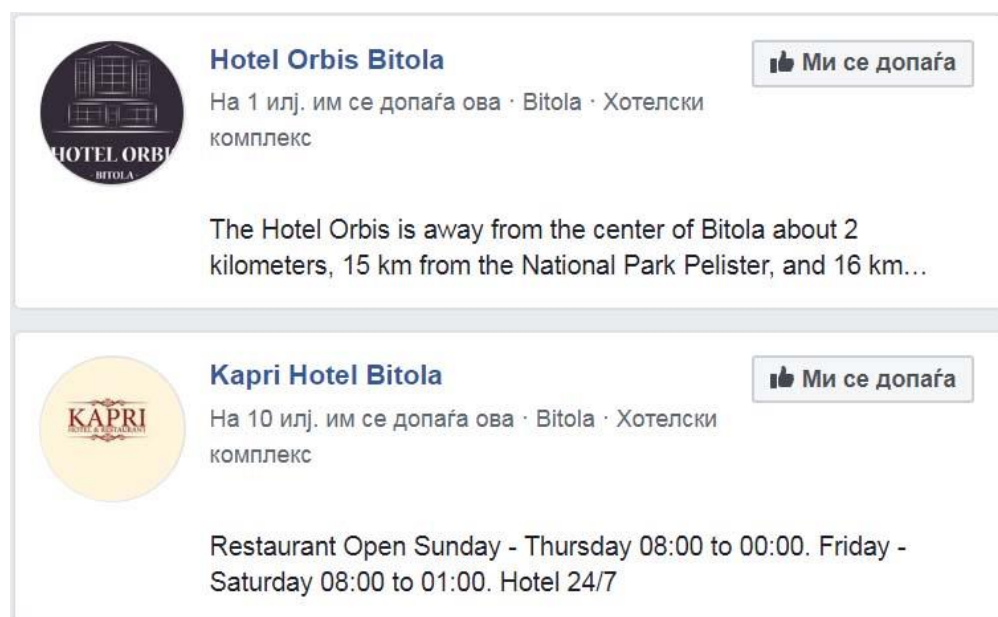 Hotel Orbis Bitola
Ми се допаѓа
На 1 илј. им се допаѓа ова · Bitola · Хотелски
комплекс
HOTEL ORBI
· BITOLA ·
The Hotel Orbis is away from the center of Bitola about 2
kilometers, 15 km from the National Park Pelister, and 16 km...
Kapri Hotel Bitola
Ми се допаѓа
На 10 илј. им се допаѓа ова · Bitola · Хотелски
комплекс
KAPRI
HOTEL & RESTAURANT
Restaurant Open Sunday - Thursday 08:00 to 00:00. Friday -
Saturday 08:00 to 01:00. Hotel 24/7